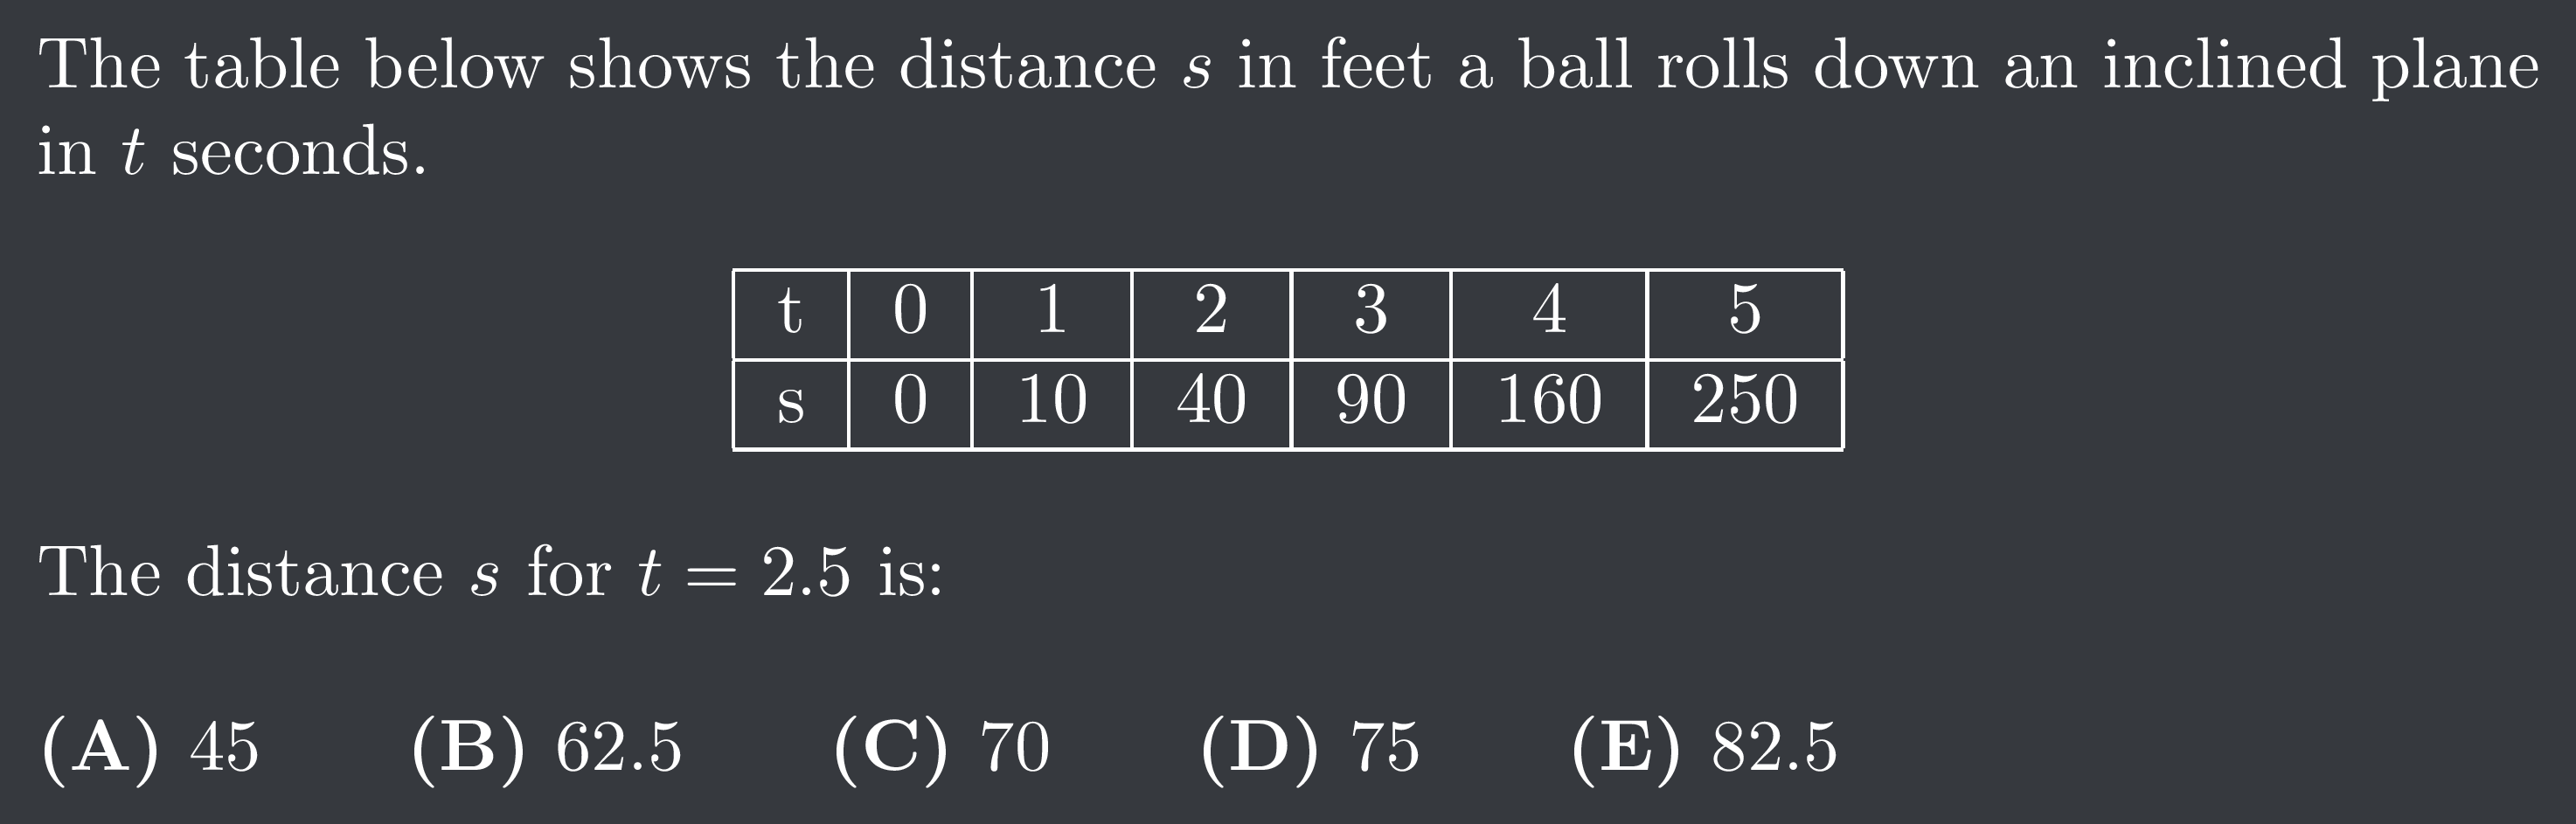 The table below shows the distance s in feet a ball rolls down an inclined plane
in t seconds.
t 0 1 2 3 4 5
s 0 10 40 90 160 250
The distance s for t = 2.5 is:
(A) 45 (B) 62.5 (C) 70 (D) 75 (E) 82.5